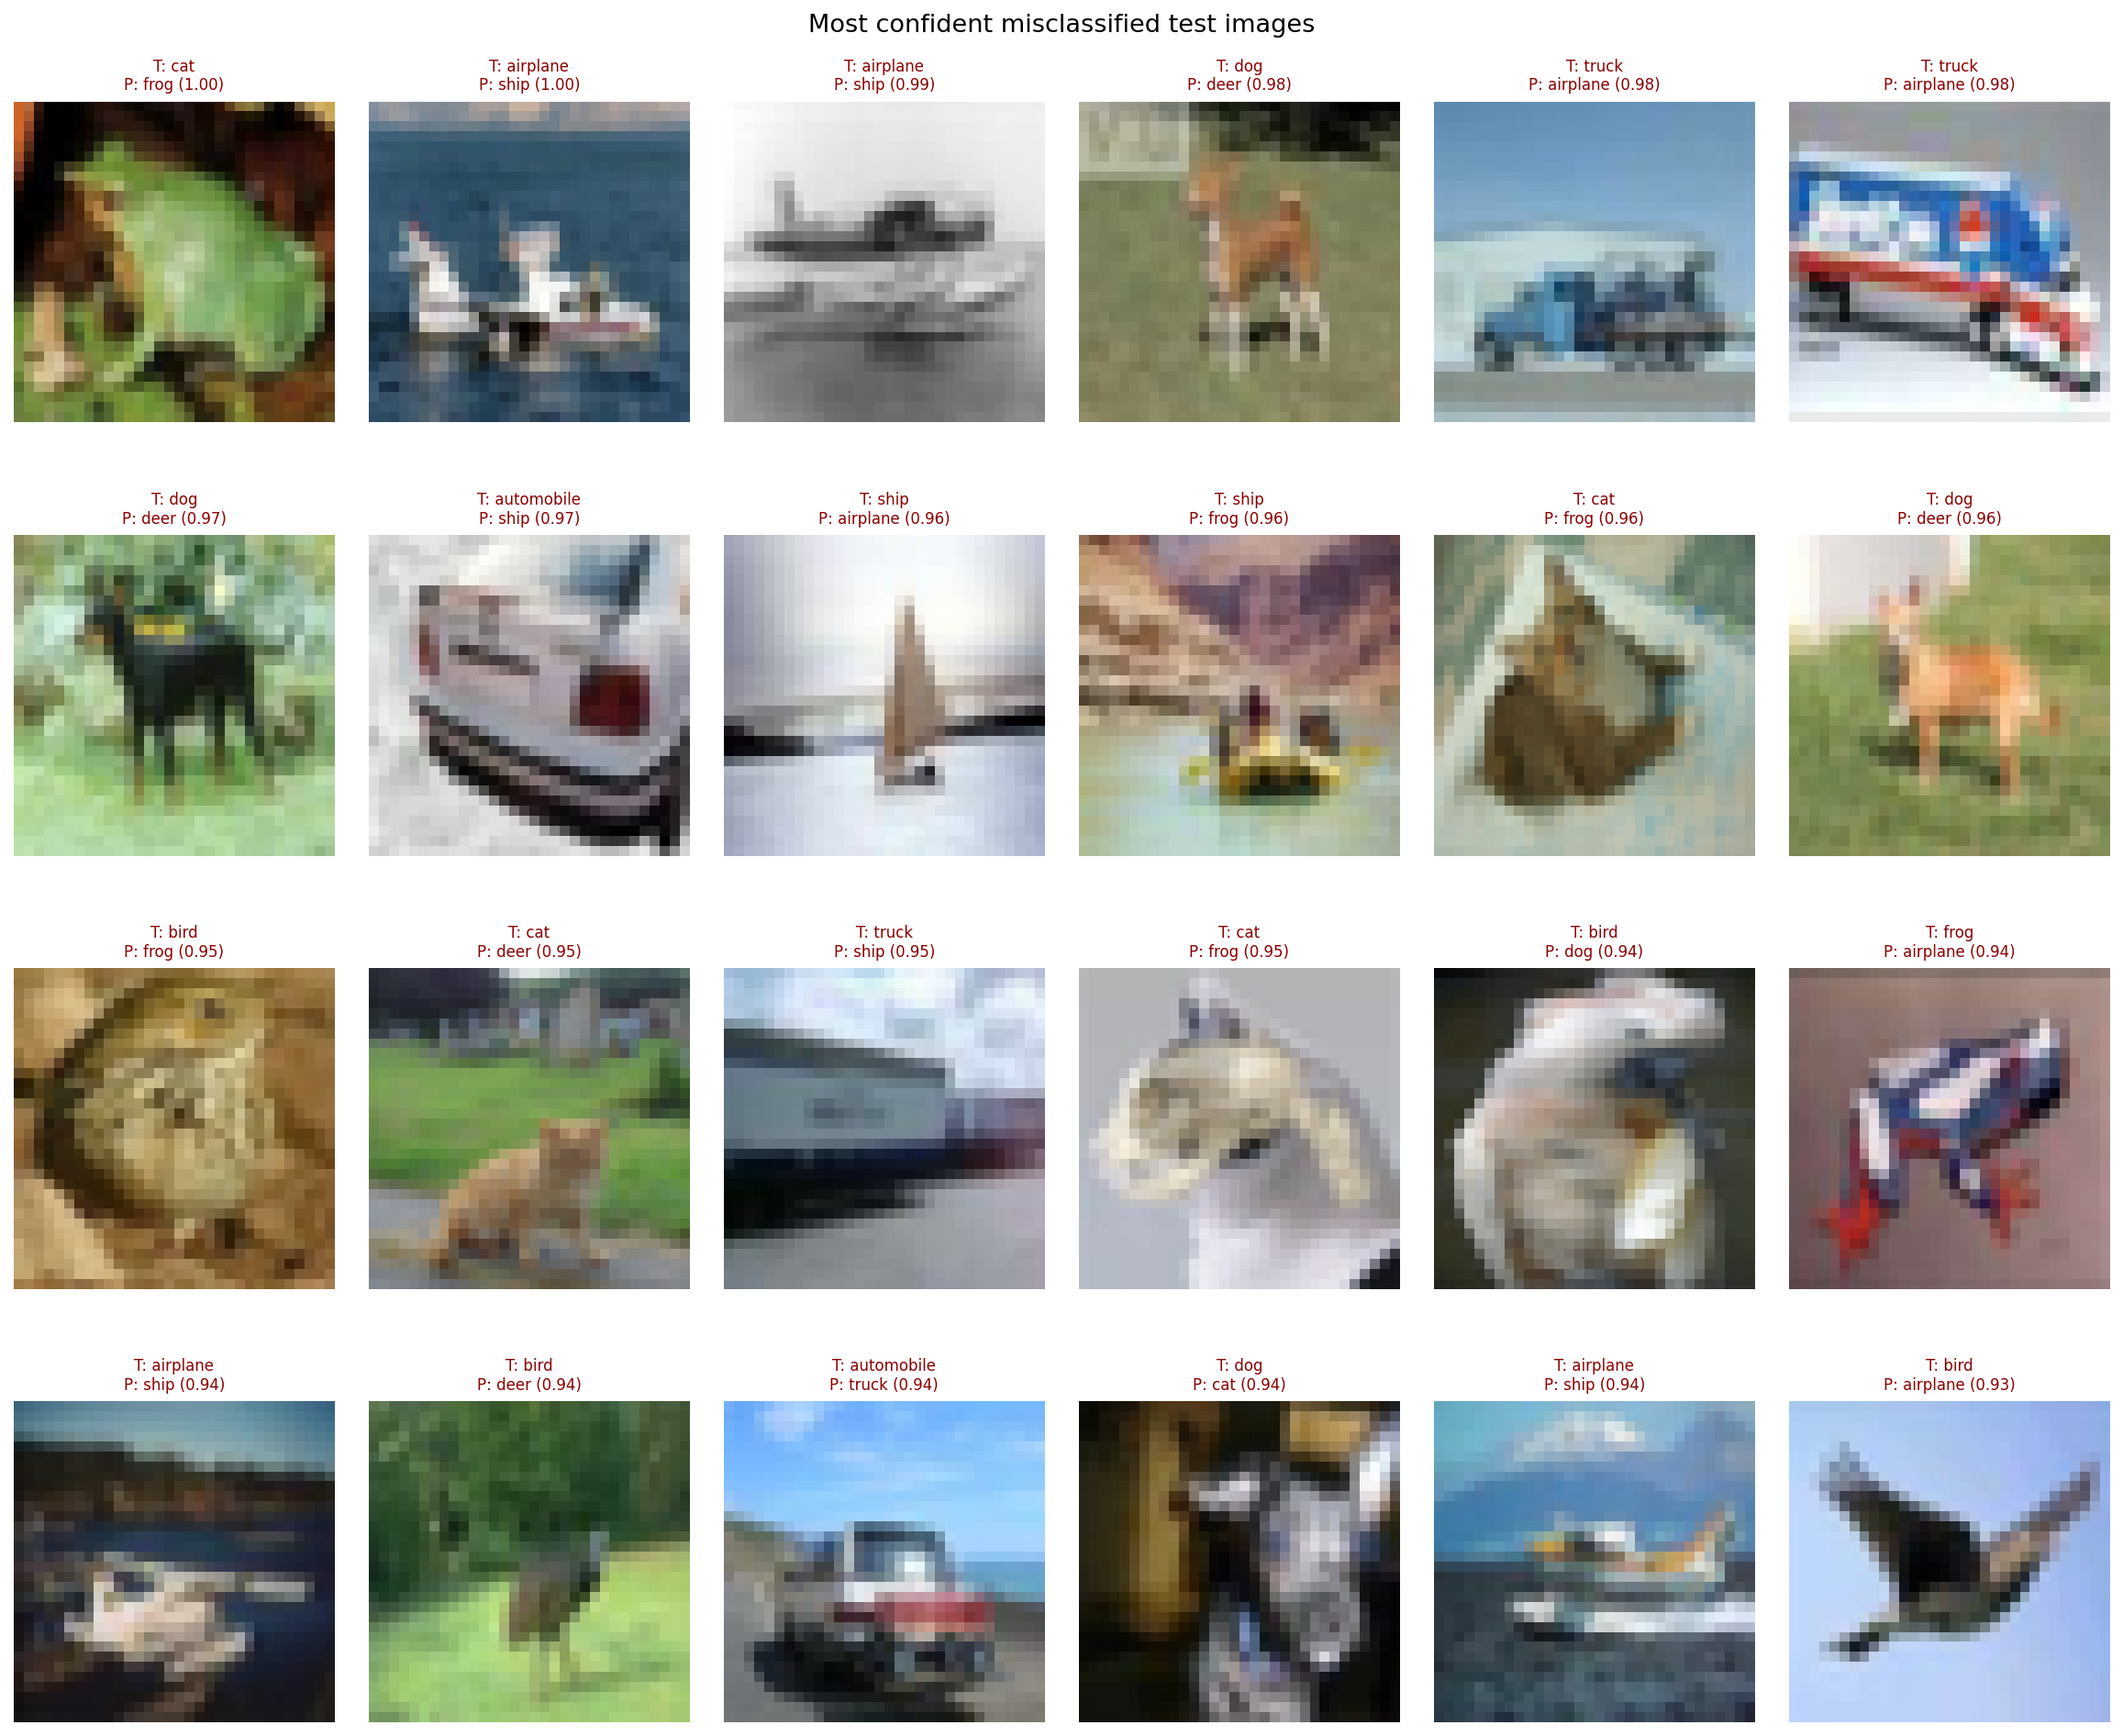 Most confident misclassified test images
T: cat
P: frog (1.00)
T: airplane
P: ship (1.00)
T: airplane
P: ship (0.99)
T: dog
P: deer (0.98)
T: truck
P: airplane (0.98)
T: truck
P: airplane (0.98)
T: dog
P: deer (0.97)
T: automobile
P: ship (0.97)
T: ship
P: airplane (0.96)
T: ship
P: frog (0.96)
T: cat
P: frog (0.96)
T: dog
P: deer (0.96)
T: bird
P: frog (0.95)
T: cat
P: deer (0.95)
T: truck
P: ship (0.95)
T: cat
P: frog (0.95)
T: bird
P: dog (0.94)
T: frog
P: airplane (0.94)
T: airplane
P: ship (0.94)
T: bird
P: deer (0.94)
T: automobile
P: truck (0.94)
T: dog
P: cat (0.94)
T: airplane
P: ship (0.94)
T: bird
P: airplane (0.93)